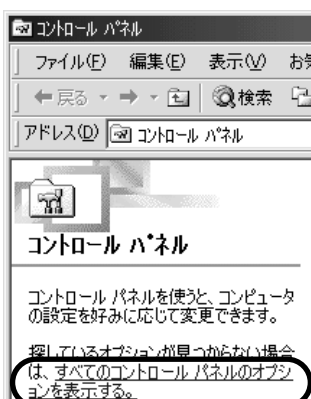 コントロール パネル
ファイル(F) 編集(E) 表示(V) お気
戻る 検索
アドレス(D) コントロール パネル
コントロール パネル
コントロール パネルを使うと、コンピュータ
の設定を好みに応じて変更できます。
探しているオプションが見つからない場合
は、すべてのコントロール パネルのオプシ
ョンを表示する。